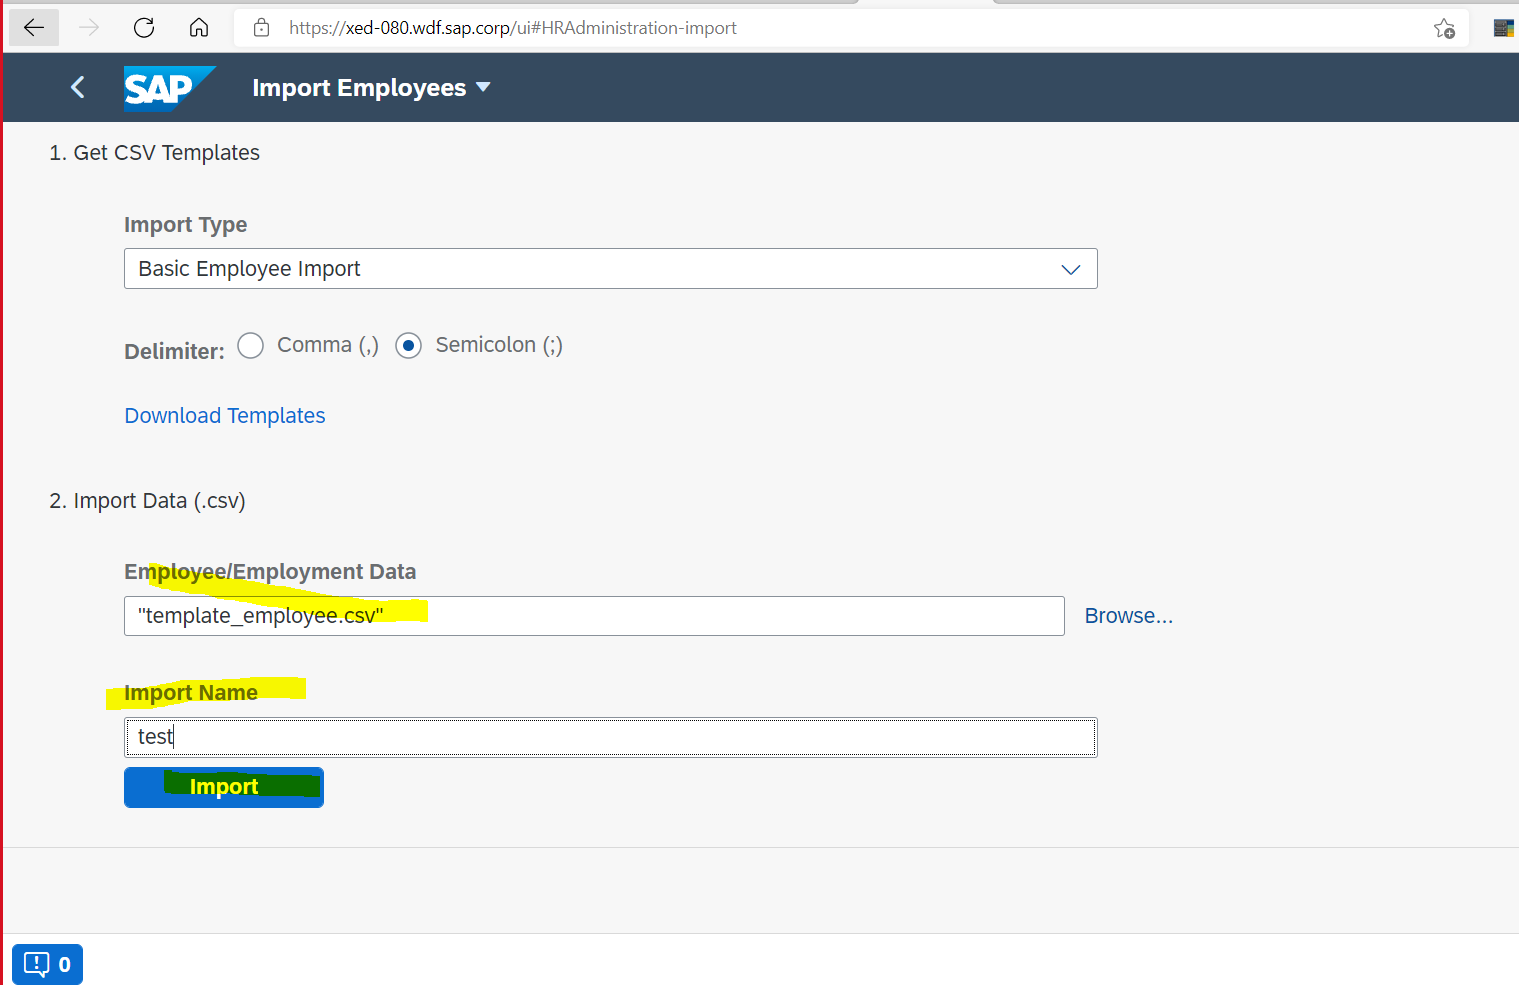 https://xed-080.wdf.sap.corp/ui#HRAdministration-import
SAP Import Employees
1. Get CSV Templates
Import Type
Basic Employee Import
Delimiter: Comma (,) Semicolon (;)
Download Templates
2. Import Data (.csv)
Employee/Employment Data
"template_employee.csv" Browse...
Import Name
test
Import
0